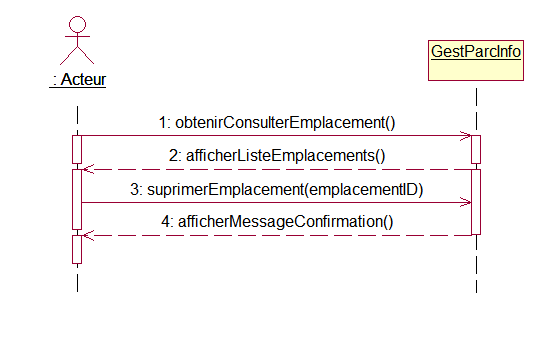 : Acteur
GestParcInfo
1: obtenirConsulterEmplacement()
2: afficherListeEmplacements()
3: suprimerEmplacement(emplacementID)
4: afficherMessageConfirmation()